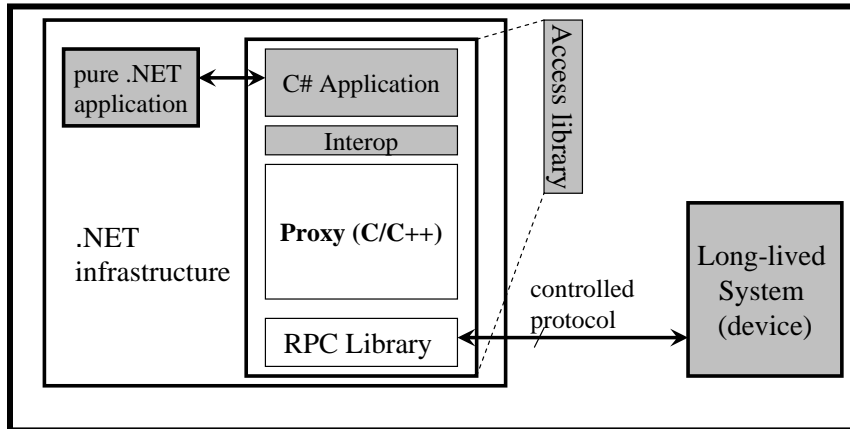 pure .NET
application
C# Application
Access library
Interop
Proxy (C/C++)
.NET
infrastructure
RPC Library
controlled
protocol
Long-lived
System
(device)